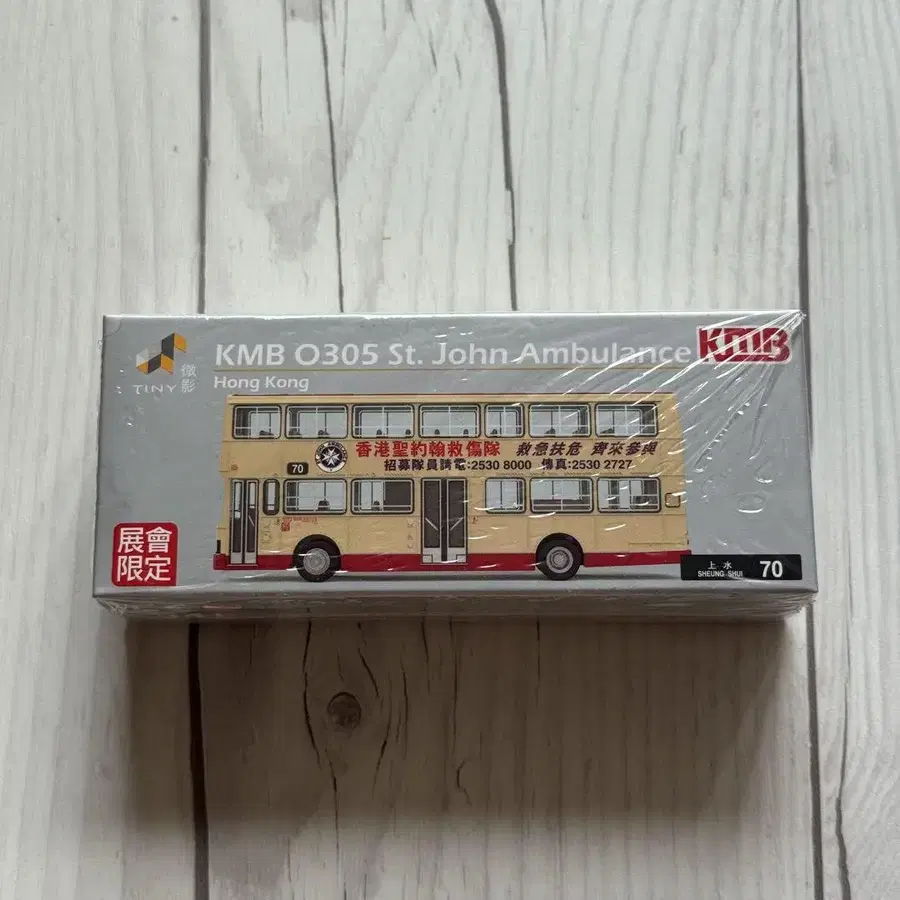 KMB O305 St. John Ambulance
KMB
TINY 微影
Hong Kong
香港聖約翰救傷隊 救急扶危 齊來參與
70 招募隊員請電:2530 8000 傳真:2530 2727
展會
限定
上水
SHEUNG SHUI 70